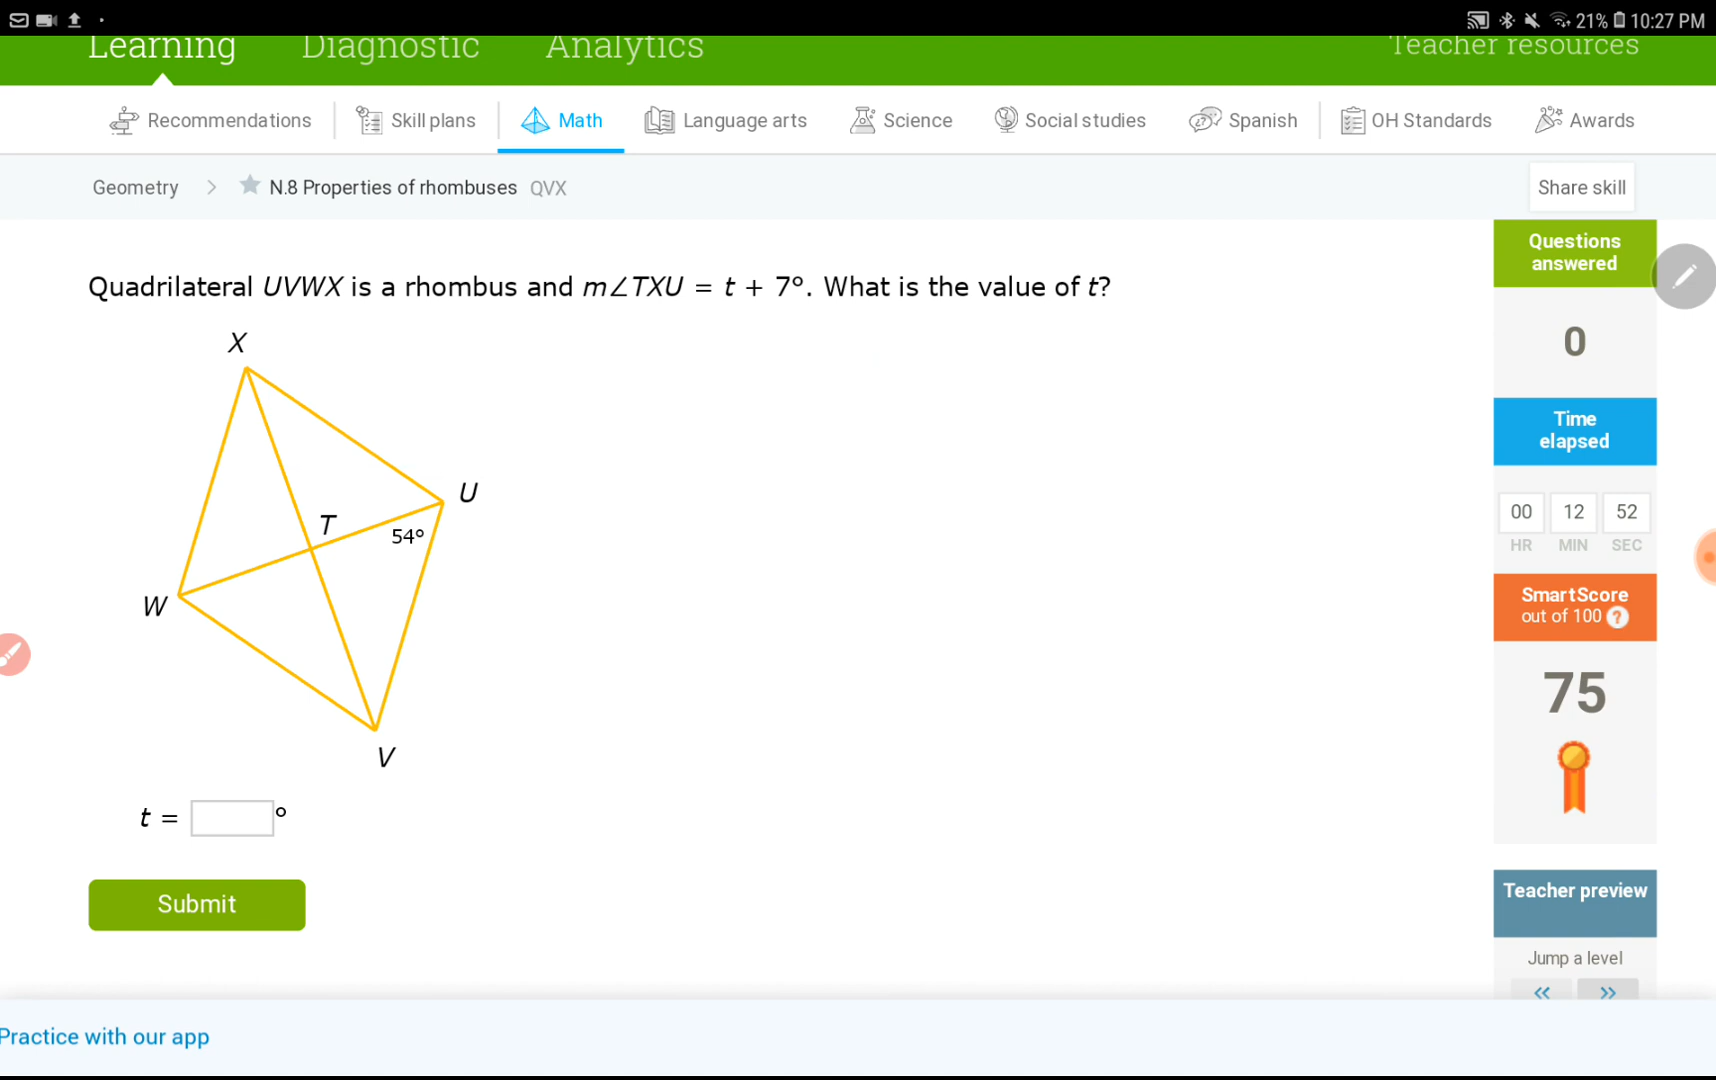 21% 10:27 PM
Learning Diagnostic Analytics Teacher resources
Recommendations Skill plans Math Language arts Science Social studies Spanish OH Standards Awards
Geometry > N.8 Properties of rhombuses QVX Share skill
Questions
answered
0
Time
elapsed
00 12 52
HR MIN SEC
SmartScore
out of 100 ?
75
Teacher preview
Jump a level
Quadrilateral UVWX is a rhombus and m∠TXU = t + 7°. What is the value of t?
X
U
T
54°
W
V
t = °
Submit
Practice with our app